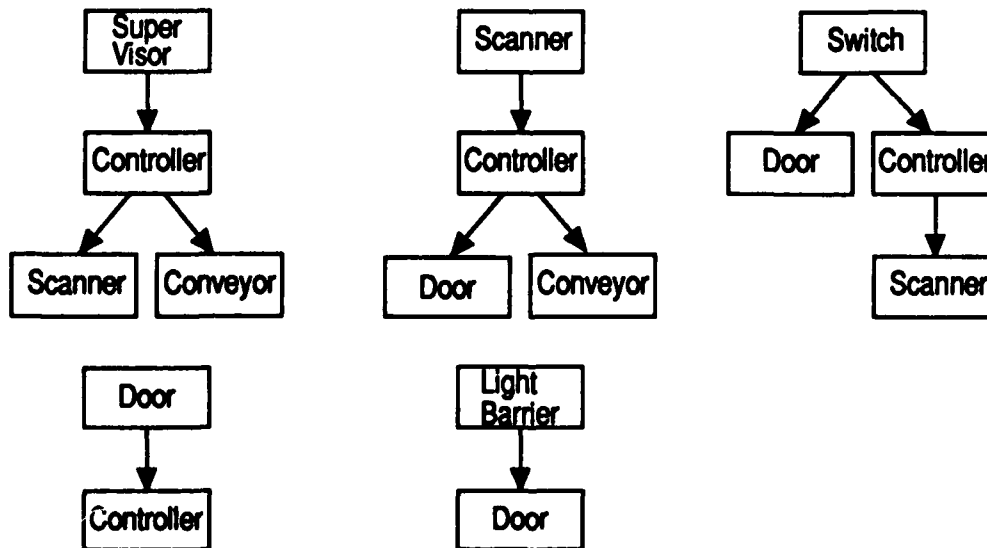 Super
Visor
Scanner
Switch
Controller
Controller
Door
Controller
Scanner
Conveyor
Door
Conveyor
Scanner
Door
Light
Barrier
Controller
Door